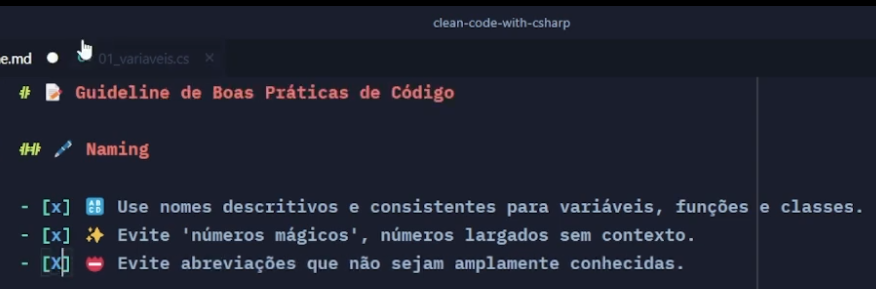 clean-code-with-csharp
e.md ● 01_variaveis.cs ×
# 📝 Guideline de Boas Práticas de Código
## 🖊️ Naming
- [x] 🔠 Use nomes descritivos e consistentes para variáveis, funções e classes.
- [x] ✨ Evite 'números mágicos', números largados sem contexto.
- [X] 📛 Evite abreviações que não sejam amplamente conhecidas.